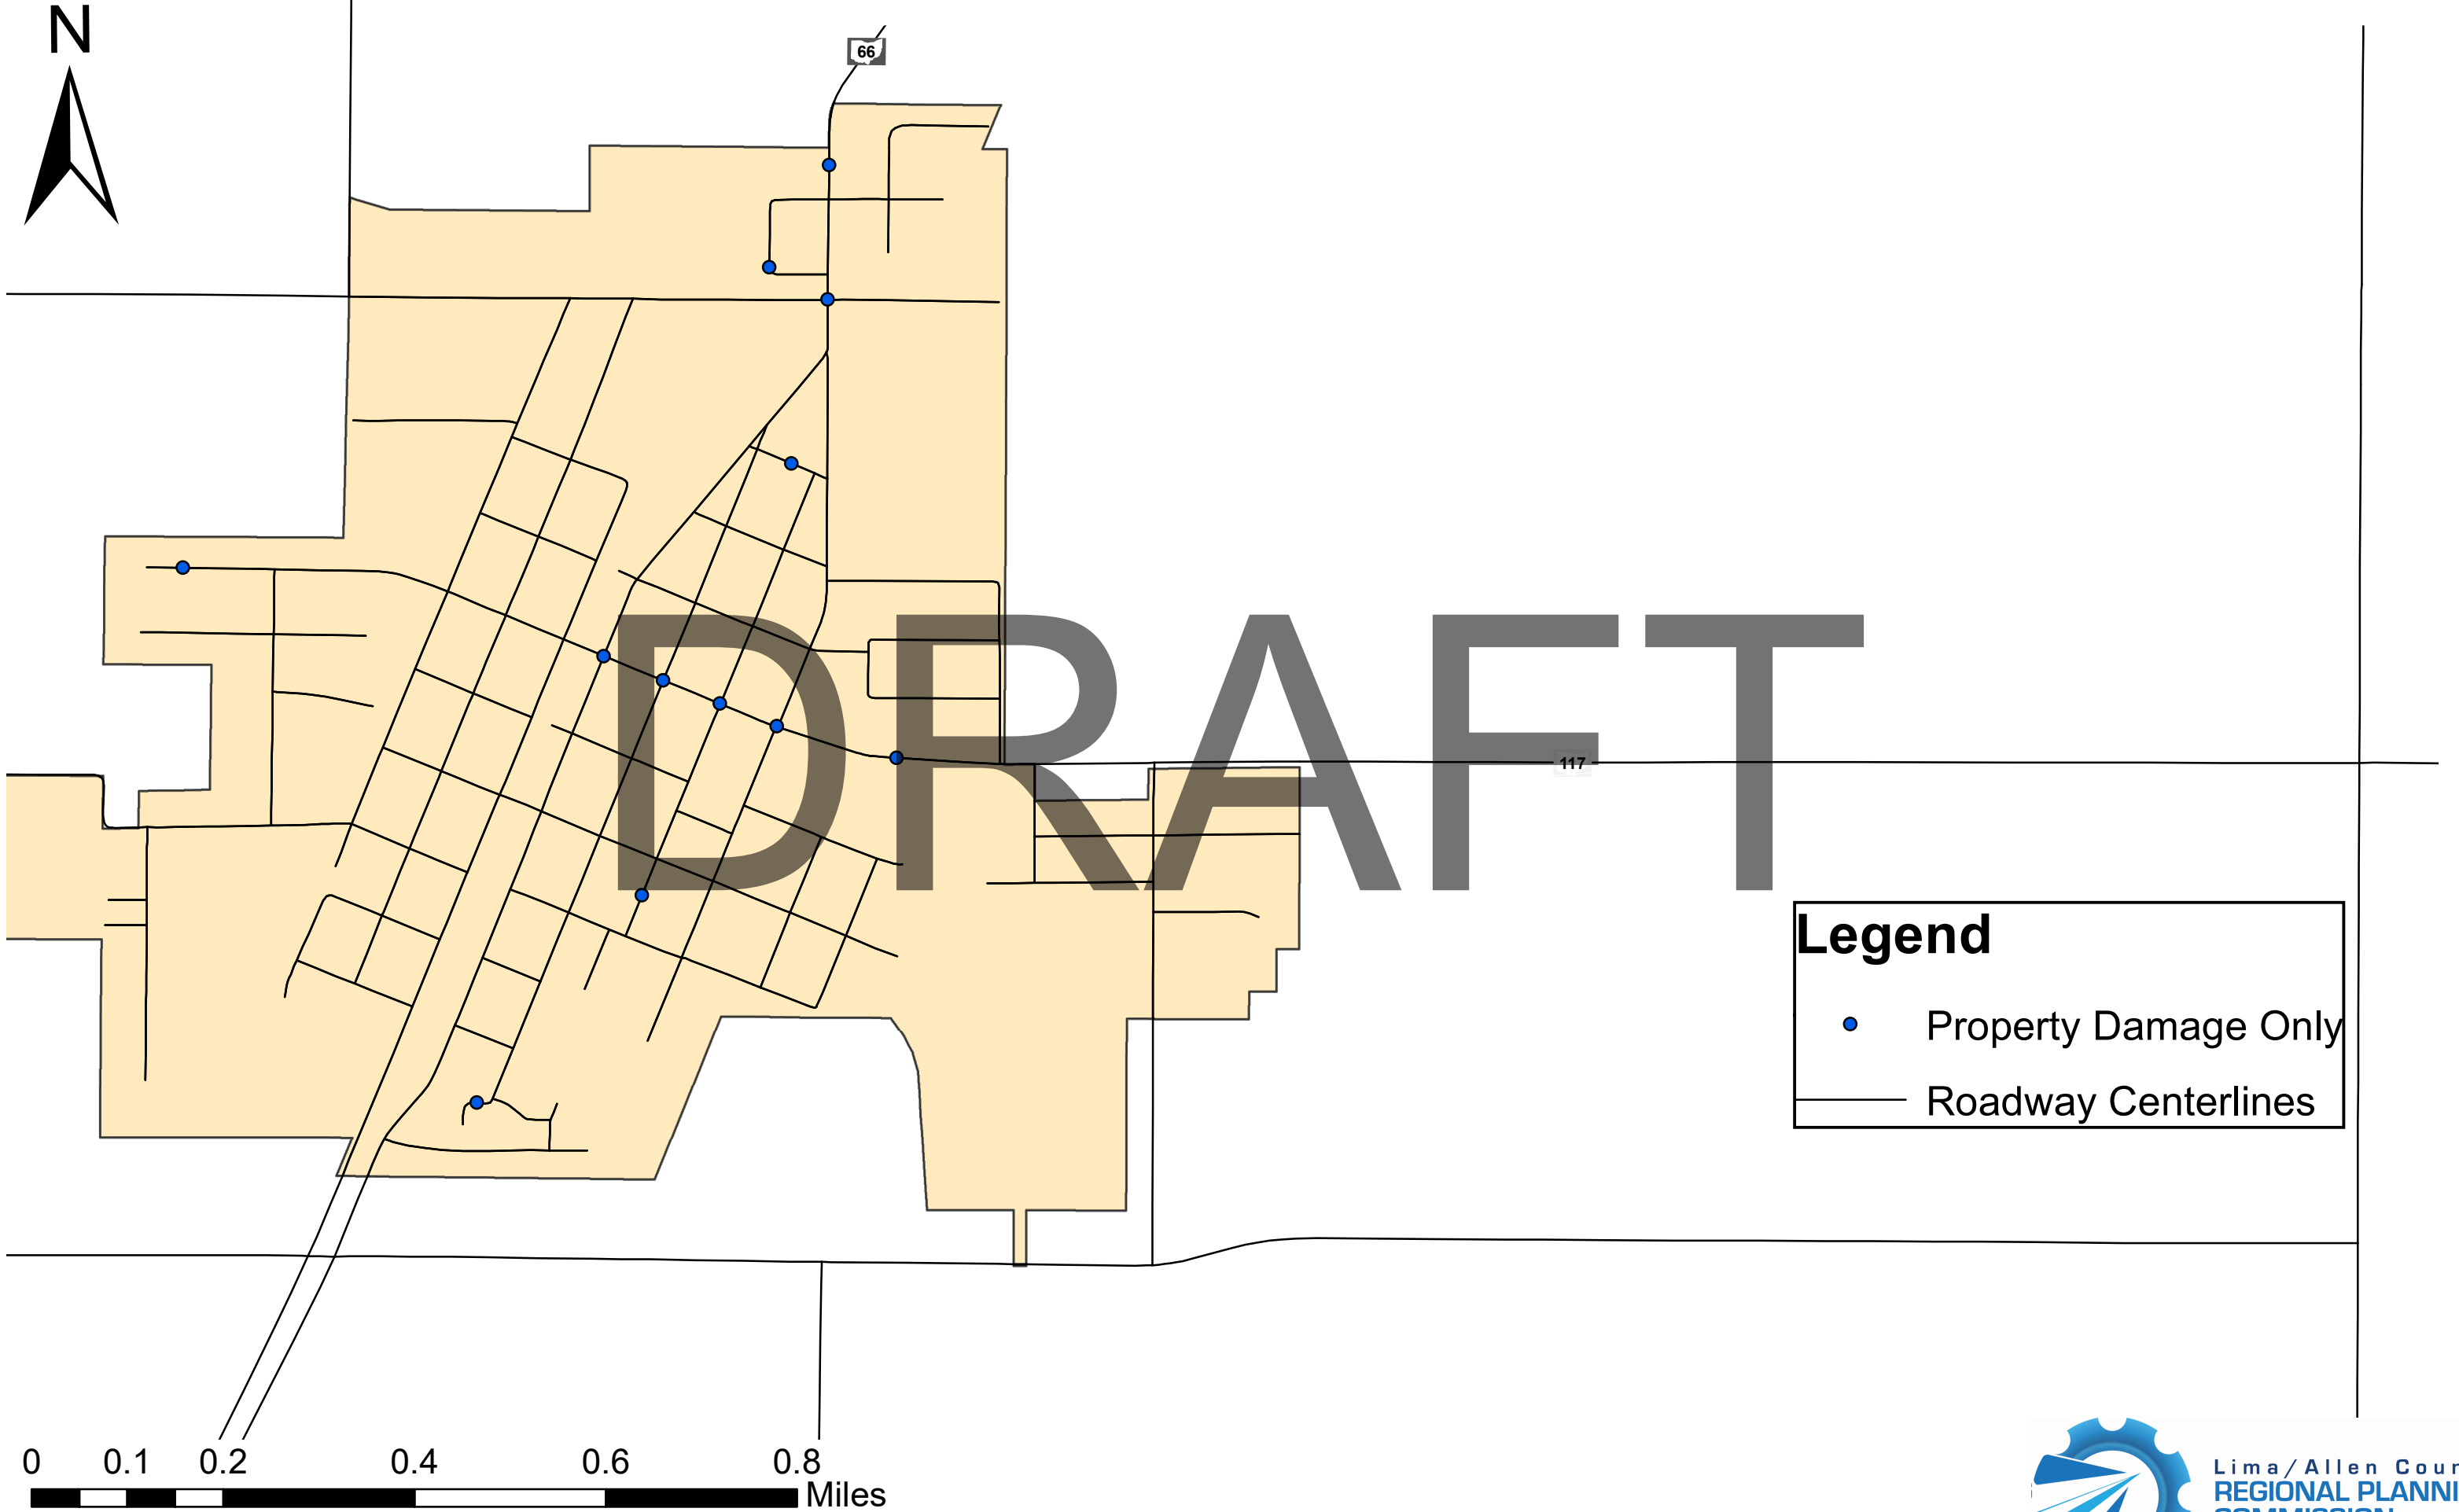 N
66
DRAFT
117
Legend
Property Damage Only
Roadway Centerlines
0 0.1 0.2 0.4 0.6 0.8
Miles
Lima/Allen Cour
REGIONAL PLANNI
COMMISSION